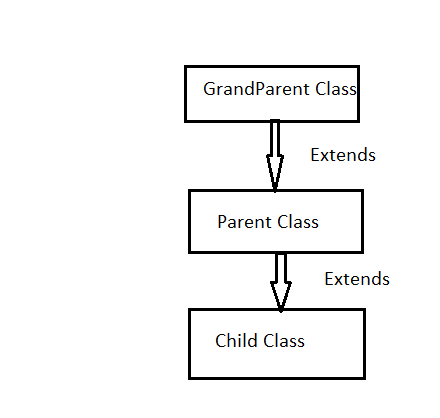 GrandParent Class
Extends
Parent Class
Extends
Child Class